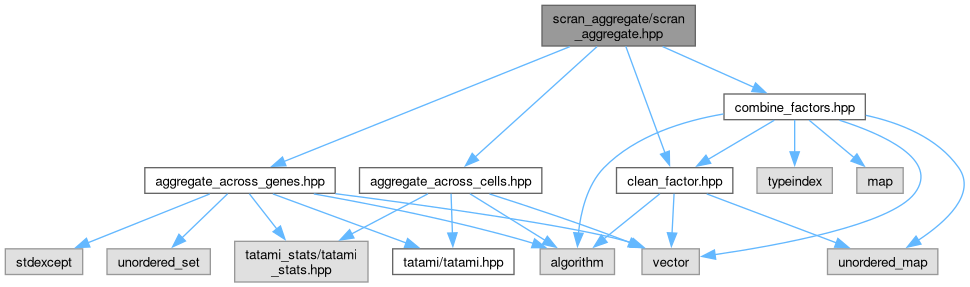 scran_aggregate/scran
_aggregate.hpp
combine_factors.hpp
aggregate_across_genes.hpp
aggregate_across_cells.hpp
clean_factor.hpp
typeindex
map
stdexcept
unordered_set
tatami_stats/tatami
_stats.hpp
tatami/tatami.hpp
algorithm
vector
unordered_map